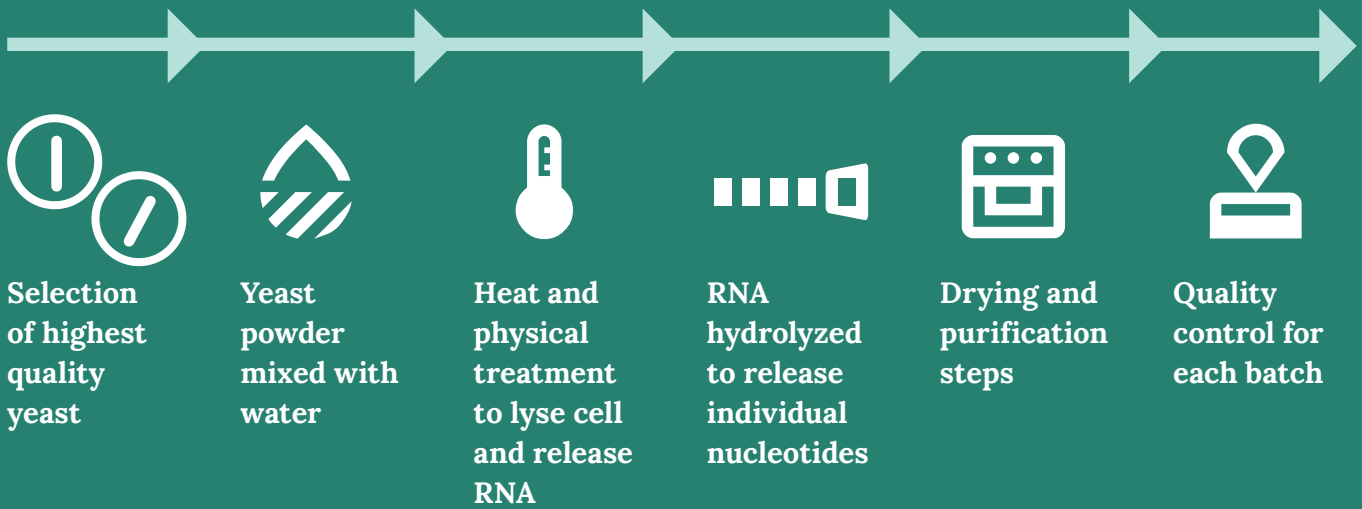 Selection
of highest
quality
yeast
Yeast
powder
mixed with
water
Heat and
physical
treatment
to lyse cell
and release
RNA
RNA
hydrolyzed
to release
individual
nucleotides
Drying and
purification
steps
Quality
control for
each batch